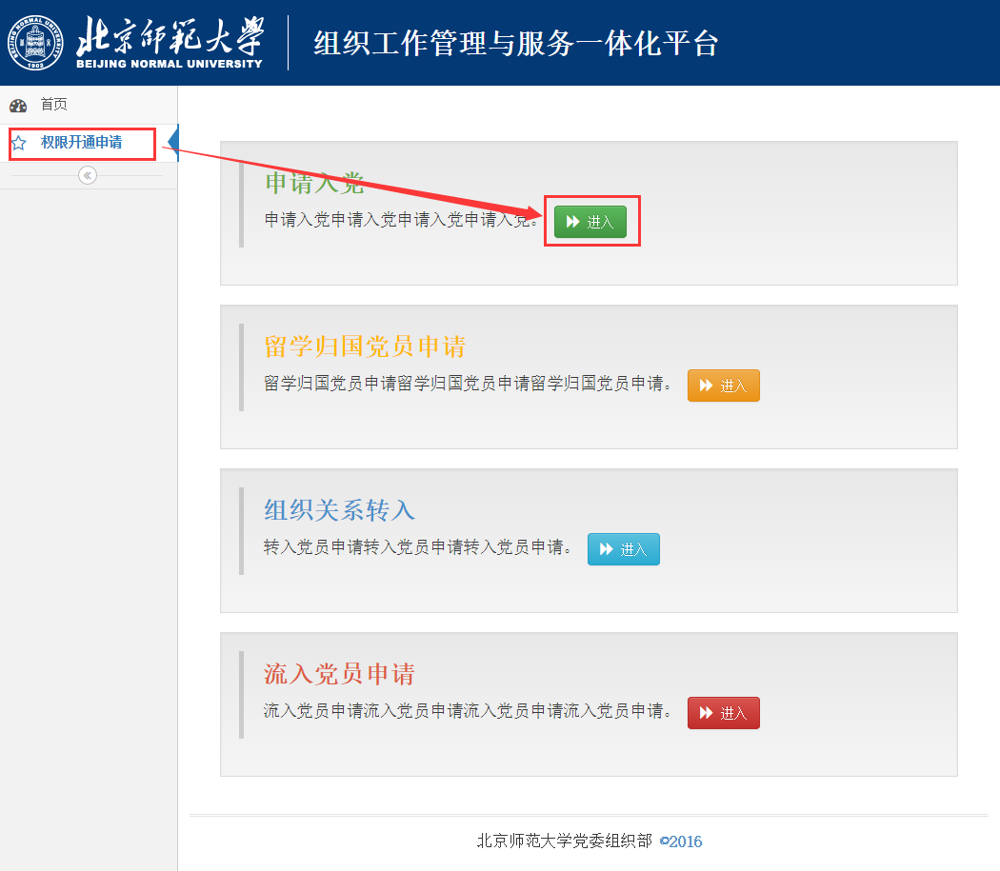 北京师范大学
BEIJING NORMAL UNIVERSITY
BEIJING NORMAL UNIVERSITY
1902
组织工作管理与服务一体化平台
首页
权限开通申请
申请入党
申请入党申请入党申请入党申请入党。
进入
留学归国党员申请
留学归国党员申请留学归国党员申请留学归国党员申请。
进入
组织关系转入
转入党员申请转入党员申请转入党员申请。
进入
流入党员申请
流入党员申请流入党员申请流入党员申请流入党员申请。
进入
北京师范大学党委组织部 ©2016